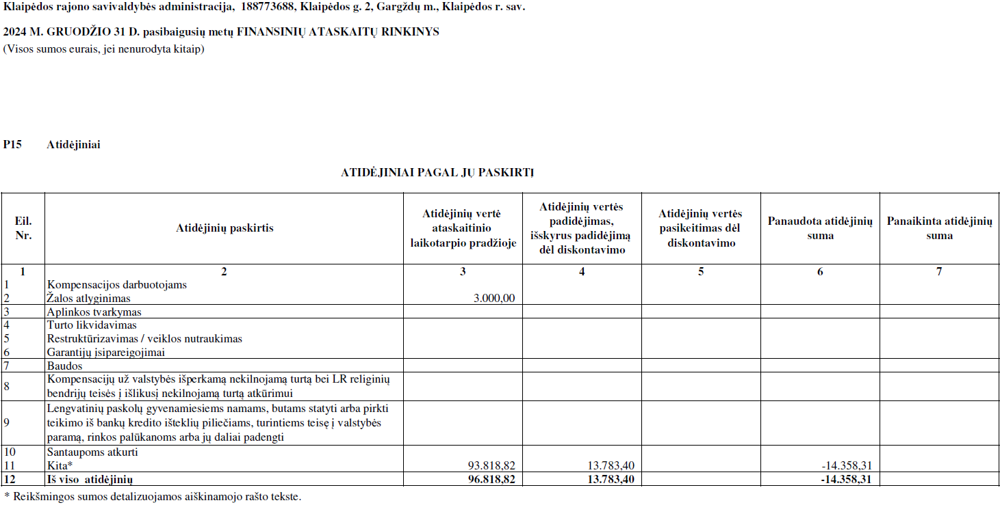 Klaipėdos rajono savivaldybės administracija, 188773688, Klaipėdos g. 2, Gargždų m., Klaipėdos r. sav.
2024 M. GRUODŽIO 31 D. pasibaigusių metų FINANSINIŲ ATASKAITŲ RINKINYS
(Visos sumos eurais, jei nenurodyta kitaip)
P15 Atidėjiniai
ATIDĖJINIAI PAGAL JŲ PASKIRTĮ
Eil. Nr. Atidėjinių paskirtis Atidėjinių vertė ataskaitinio laikotarpio pradžioje Atidėjinių vertės padidėjimas, išskyrus padidėjimą dėl diskontavimo Atidėjinių vertės pasikeitimas dėl diskontavimo Panaudota atidėjinių suma Panaikinta atidėjinių suma
1 2 3 4 5 6 7
1 Kompensacijos darbuotojams
2 Žalos atlyginimas 3.000,00
3 Aplinkos tvarkymas
4 Turto likvidavimas
5 Restruktūrizavimas / veiklos nutraukimas
6 Garantijų įsipareigojimai
7 Baudos
8 Kompensacijų už valstybės išperkamą nekilnojamą turtą bei LR religinių
bendrijų teisės į išlikusį nekilnojamą turtą atkūrimui
9 Lengvatinių paskolų gyvenamiesiems namams, butams statyti arba pirkti
teikimo iš bankų kredito išteklių piliečiams, turintiems teisę į valstybės
paramą, rinkos palūkanoms arba jų daliai padengti
10 Santaupoms atkurti
11 Kita* 93.818,82 13.783,40 -14.358,31
12 Iš viso atidėjinių 96.818,82 13.783,40 -14.358,31
* Reikšmingos sumos detalizuojamos aiškinamojo rašto tekste.